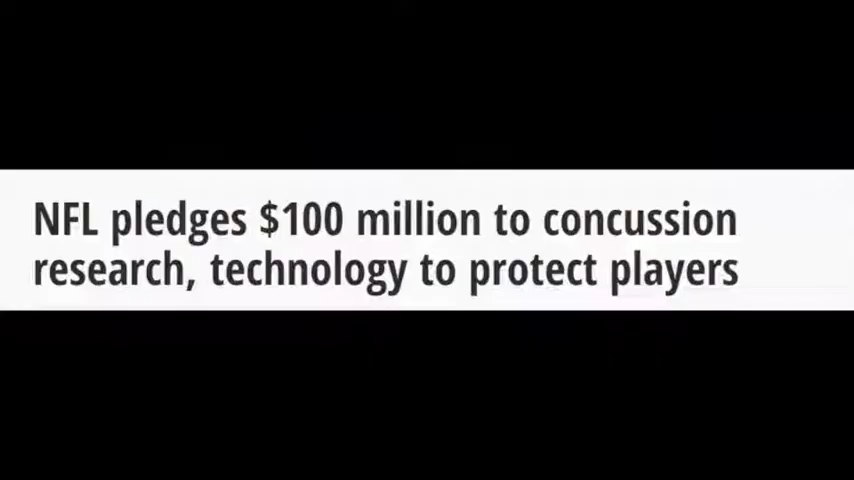 NFL pledges $100 million to concussion
research, technology to protect players